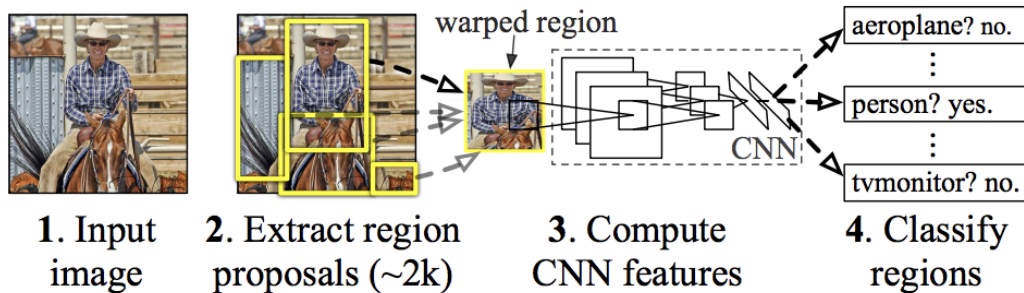 warped region
aeroplane? no.
person? yes.
CNN
tvmonitor? no.
1. Input
image
2. Extract region
proposals (~2k)
3. Compute
CNN features
4. Classify
regions